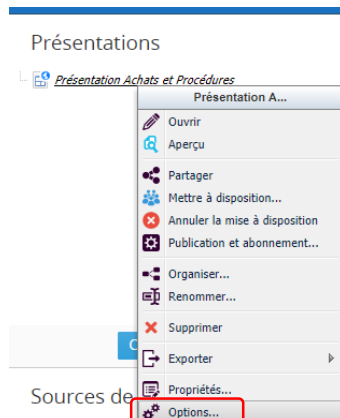 Présentations
Présentation Achats et Procédures
Présentation A...
Ouvrir
Aperçu
Partager
Mettre à disposition...
Annuler la mise à disposition
Publication et abonnement...
Organiser...
Renommer...
Supprimer
Exporter
Sources de
Propriétés...
Options...